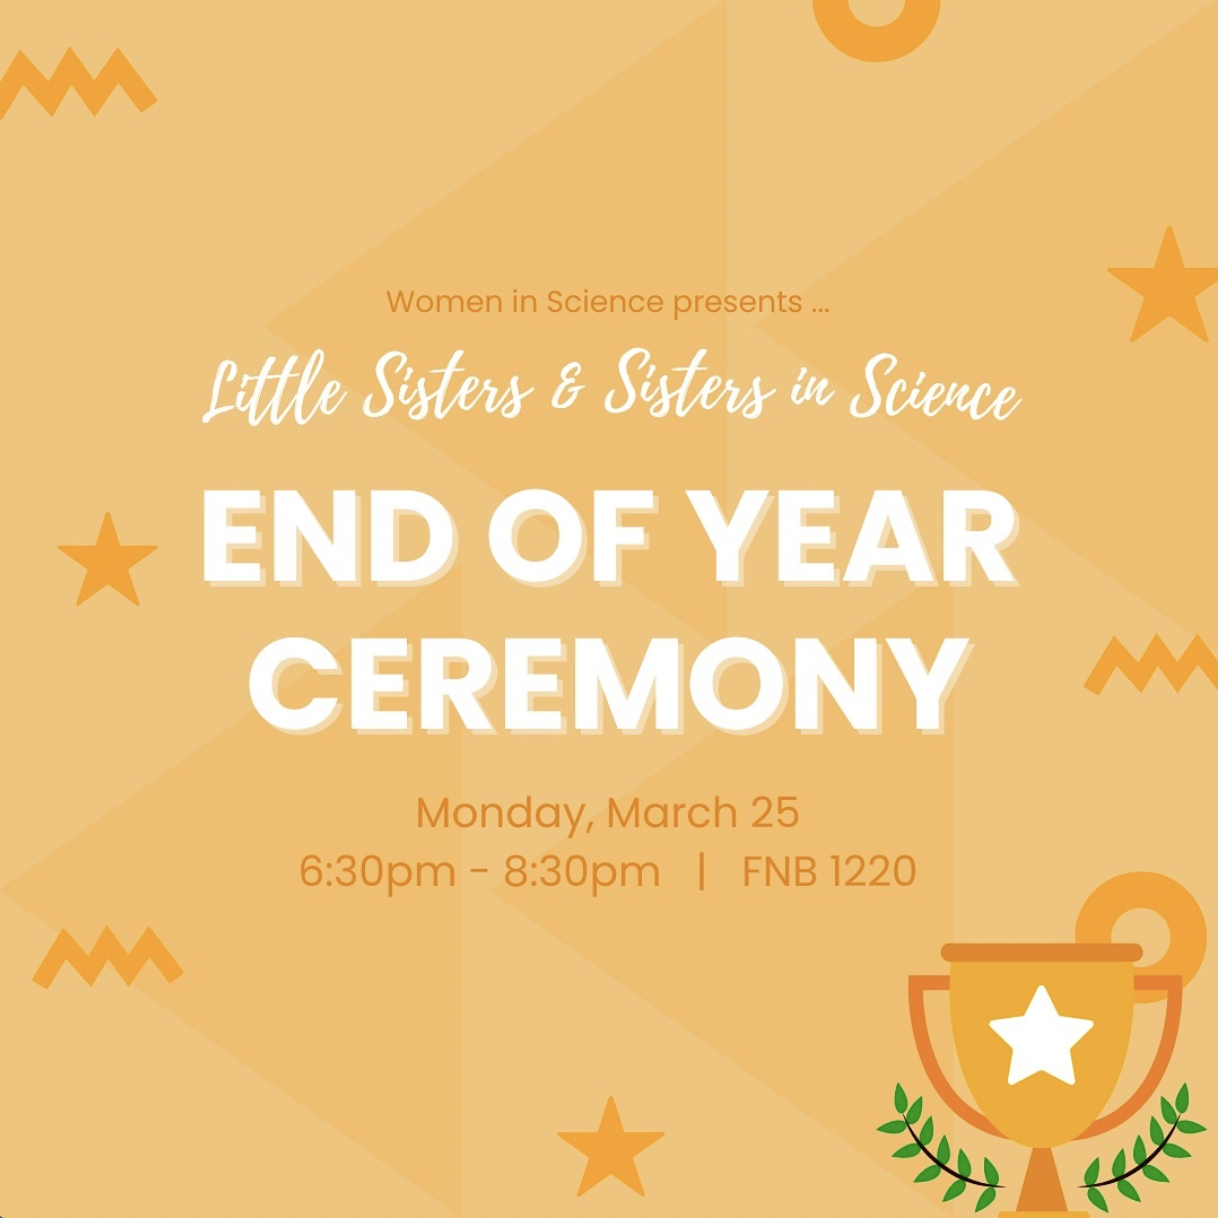 Women in Science presents ...
Little Sisters & Sisters in Science
END OF YEAR
CEREMONY
Monday, March 25
6:30pm - 8:30pm | FNB 1220